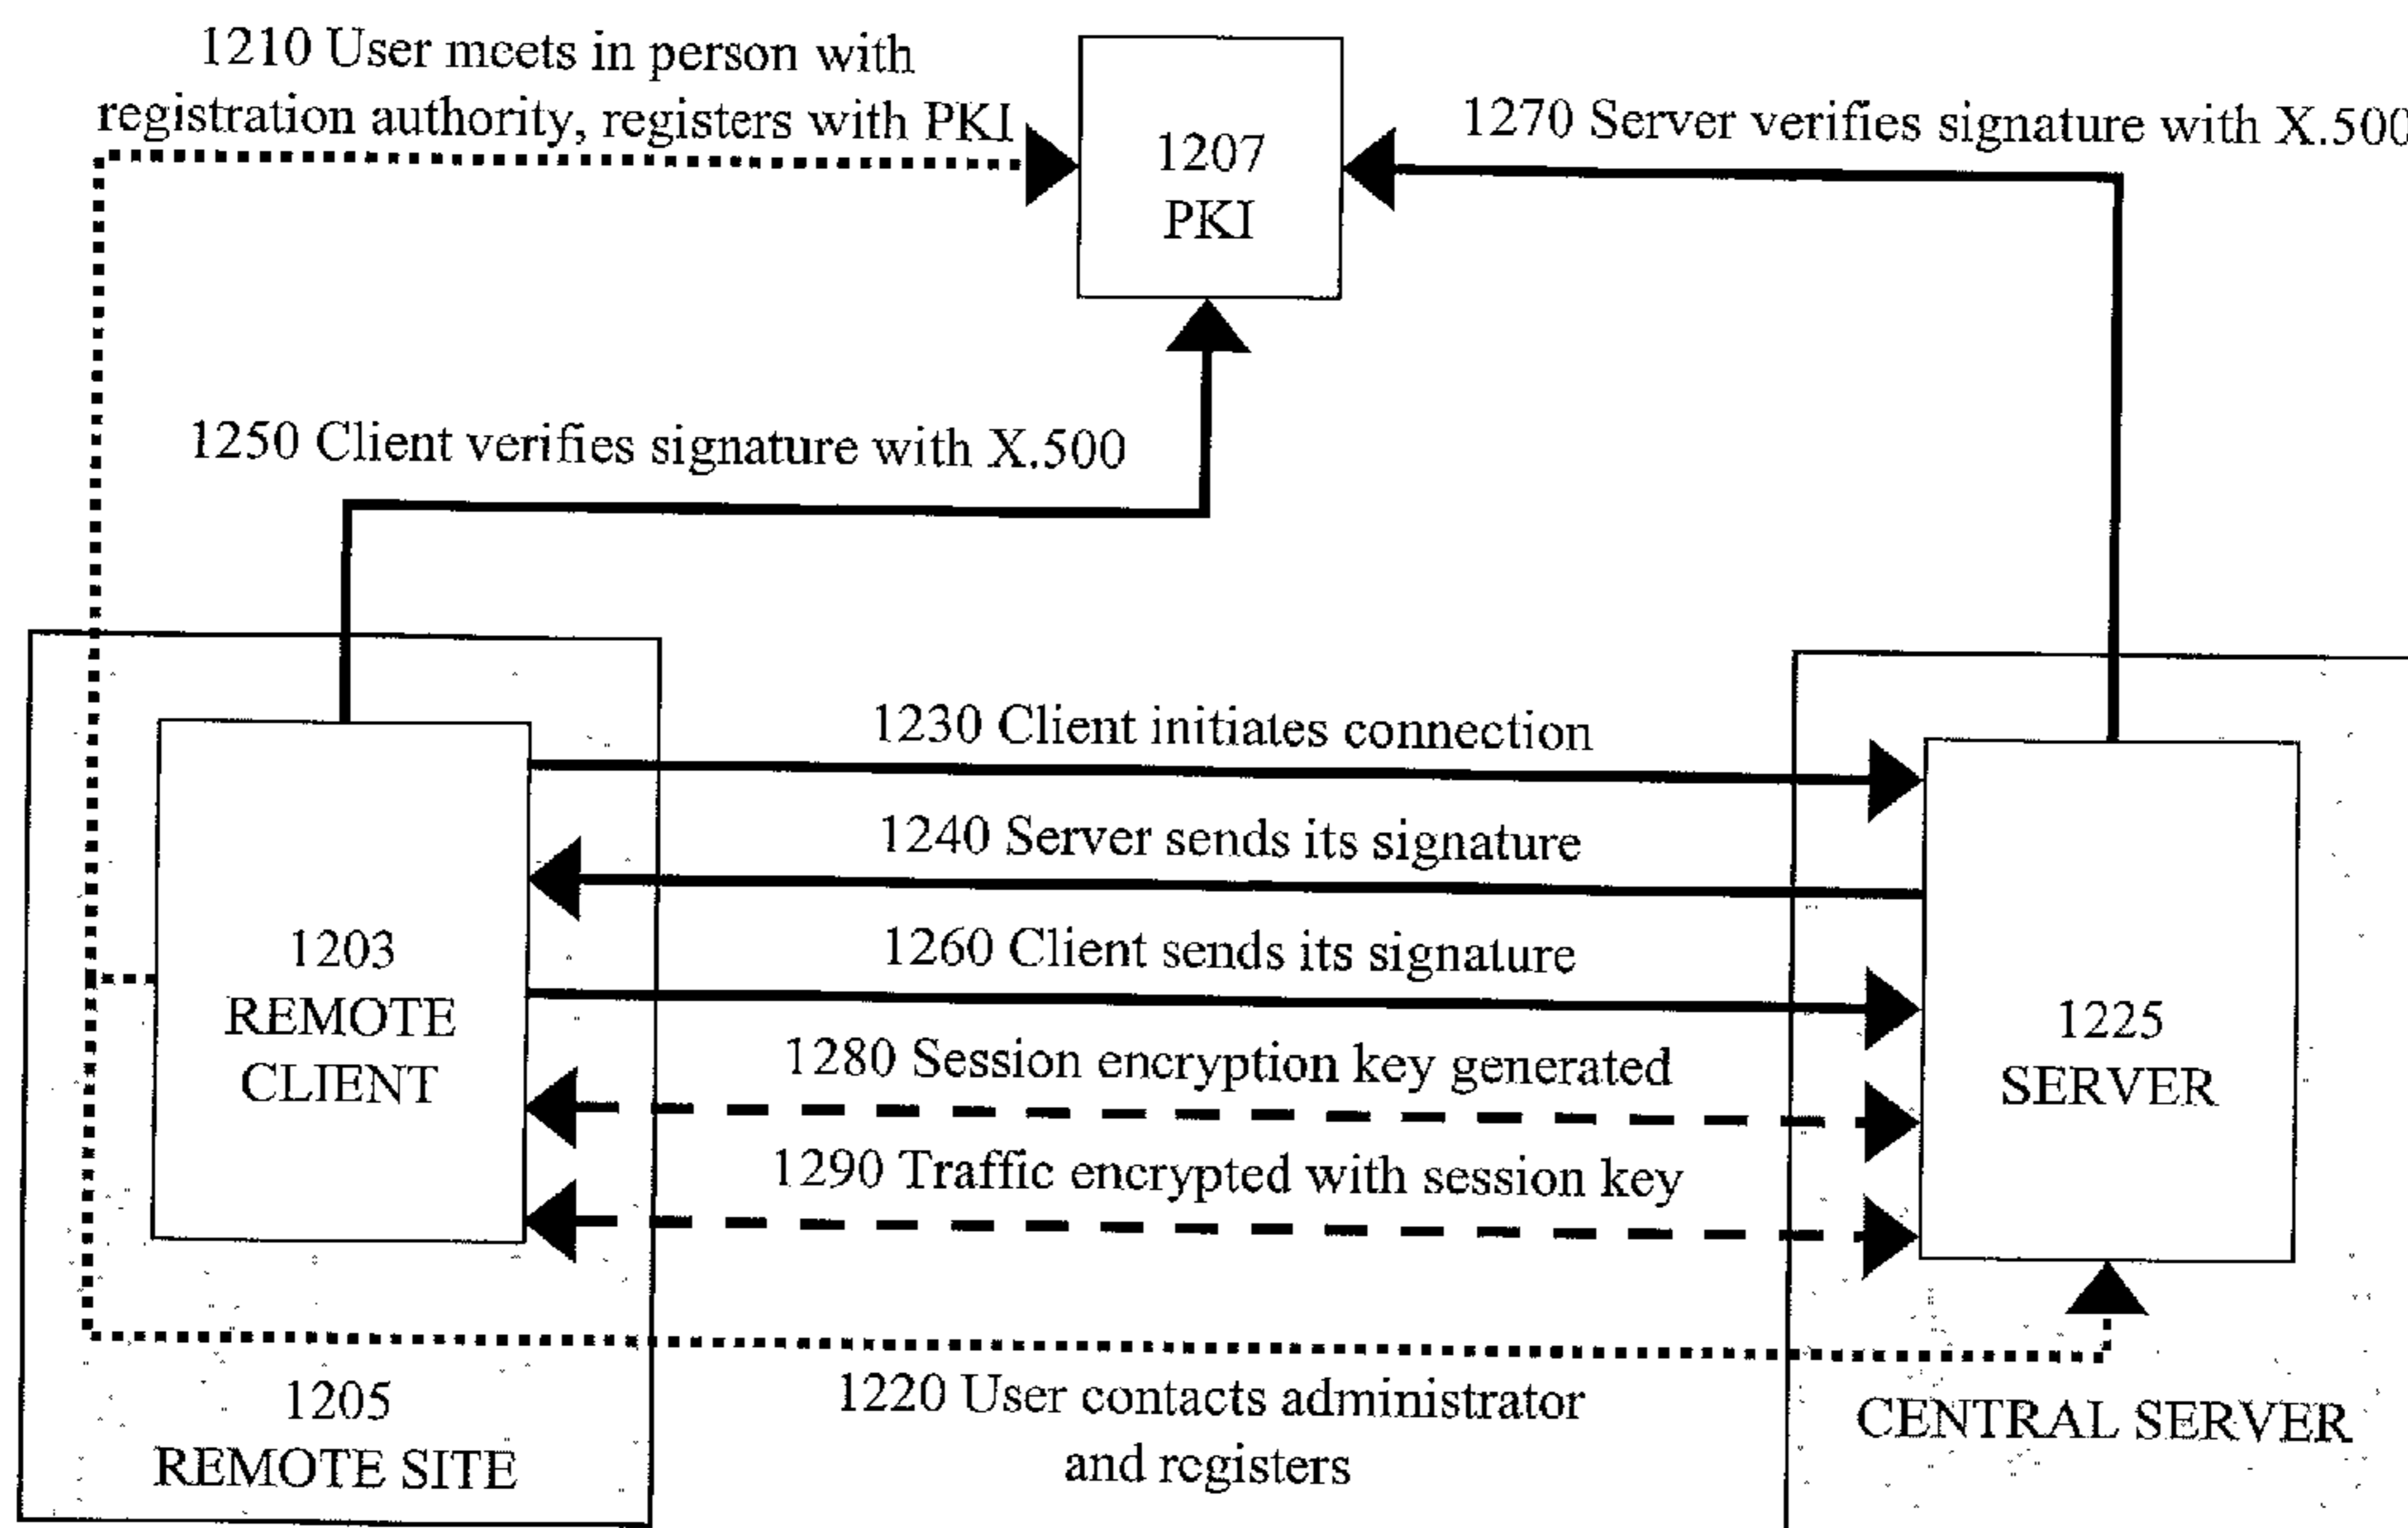 1210 User meets in person with
registration authority, registers with PKI
1207
PKI
1270 Server verifies signature with X.500
1250 Client verifies signature with X.500
1230 Client initiates connection
1240 Server sends its signature
1260 Client sends its signature
1280 Session encryption key generated
1290 Traffic encrypted with session key
1203
REMOTE
CLIENT
1225
SERVER
1220 User contacts administrator
and registers
1205
REMOTE SITE
CENTRAL SERVER